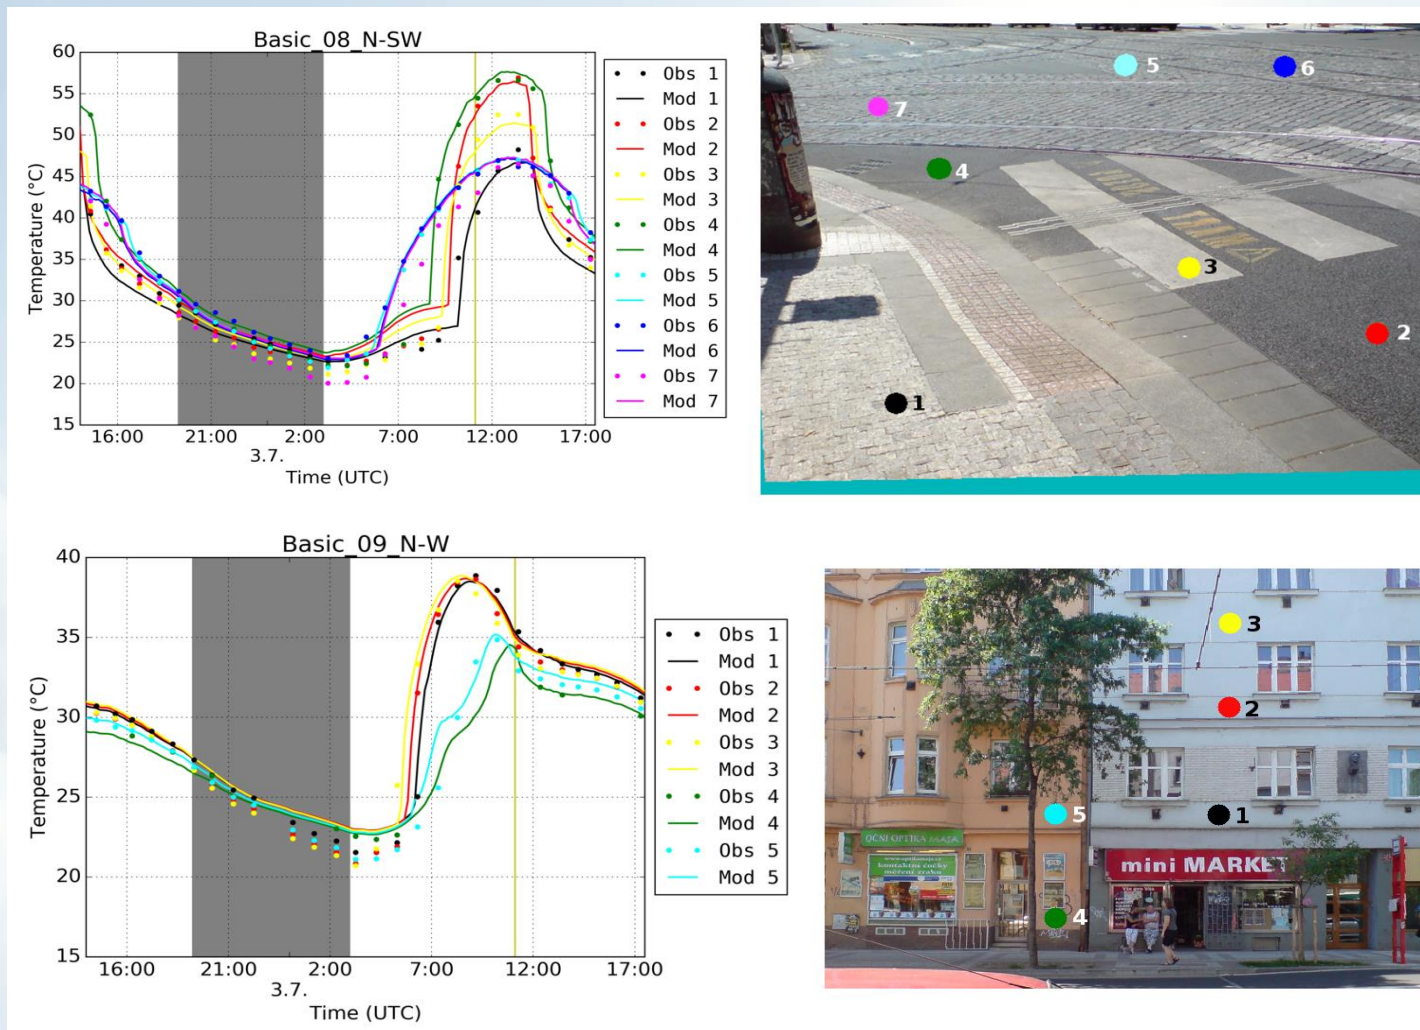 Basic_08_N-SW
60
55
50
45
40
35
30
25
20
15
Temperature (°C)
16:00 21:00 2:00 7:00 12:00 17:00
3.7.
Time (UTC)
Obs 1
Mod 1
Obs 2
Mod 2
Obs 3
Mod 3
Obs 4
Mod 4
Obs 5
Mod 5
Obs 6
Mod 6
Obs 7
Mod 7
5
6
7
4
3
2
1
Basic_09_N-W
40
35
30
25
20
15
Temperature (°C)
16:00 21:00 2:00 7:00 12:00 17:00
3.7.
Time (UTC)
Obs 1
Mod 1
Obs 2
Mod 2
Obs 3
Mod 3
Obs 4
Mod 4
Obs 5
Mod 5
3
2
5
1
4
OČNI OPTIKA
kontaktní čočky
měření zraku
mini MARKET